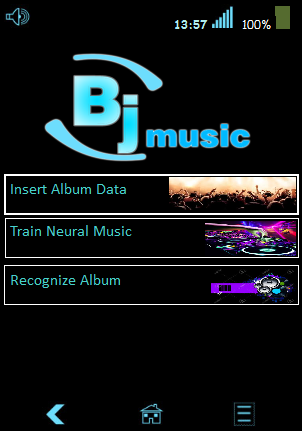 13:57 100%
Bj music
Insert Album Data
Train Neural Music
Recognize Album